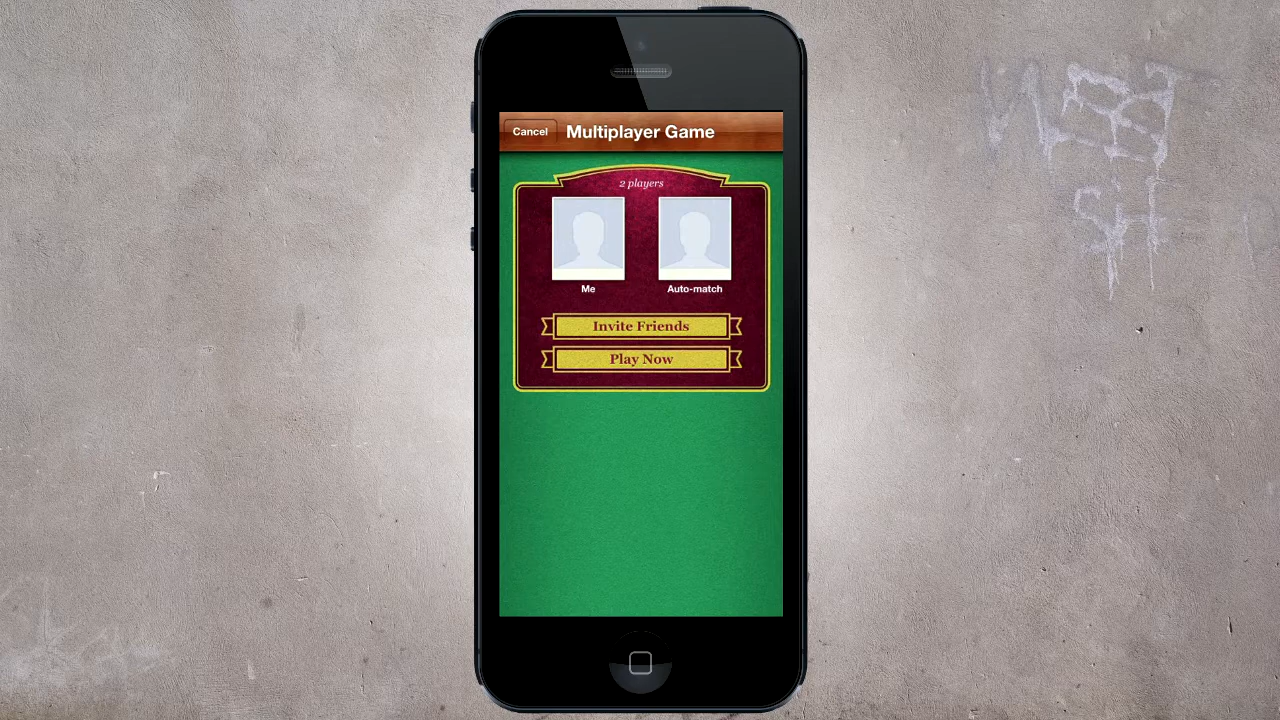 Cancel
Multiplayer Game
2 players
Me
Auto-match
Invite Friends
Play Now